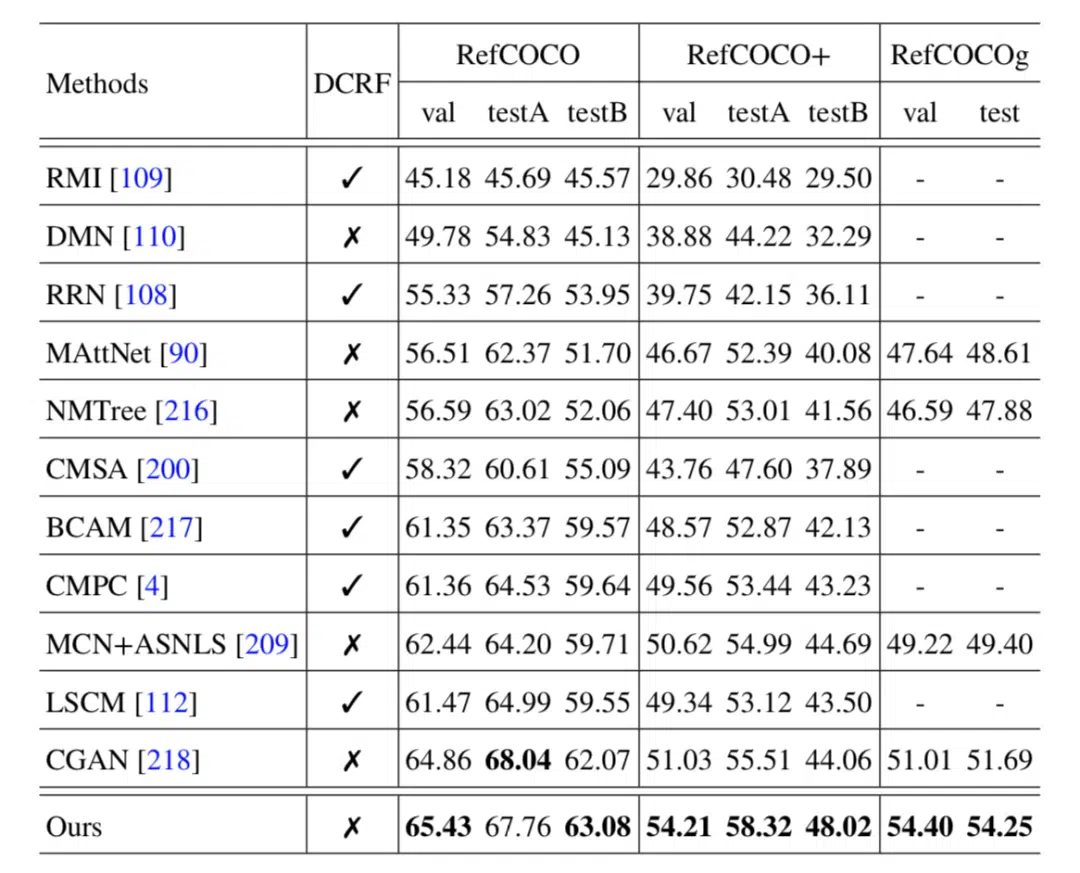 Methods DCRF RefCOCO RefCOCO+ RefCOCOg
val testA testB val testA testB val test
RMI [109] ✓ 45.18 45.69 45.57 29.86 30.48 29.50 - -
DMN [110] ✗ 49.78 54.83 45.13 38.88 44.22 32.29 - -
RRN [108] ✓ 55.33 57.26 53.95 39.75 42.15 36.11 - -
MAttNet [90] ✗ 56.51 62.37 51.70 46.67 52.39 40.08 47.64 48.61
NMTree [216] ✗ 56.59 63.02 52.06 47.40 53.01 41.56 46.59 47.88
CMSA [200] ✓ 58.32 60.61 55.09 43.76 47.60 37.89 - -
BCAM [217] ✓ 61.35 63.37 59.57 48.57 52.87 42.13 - -
CMPC [4] ✓ 61.36 64.53 59.64 49.56 53.44 43.23 - -
MCN+ASNLS [209] ✗ 62.44 64.20 59.71 50.62 54.99 44.69 49.22 49.40
LSCM [112] ✓ 61.47 64.99 59.55 49.34 53.12 43.50 - -
CGAN [218] ✗ 64.86 68.04 62.07 51.03 55.51 44.06 51.01 51.69
Ours ✗ 65.43 67.76 63.08 54.21 58.32 48.02 54.40 54.25